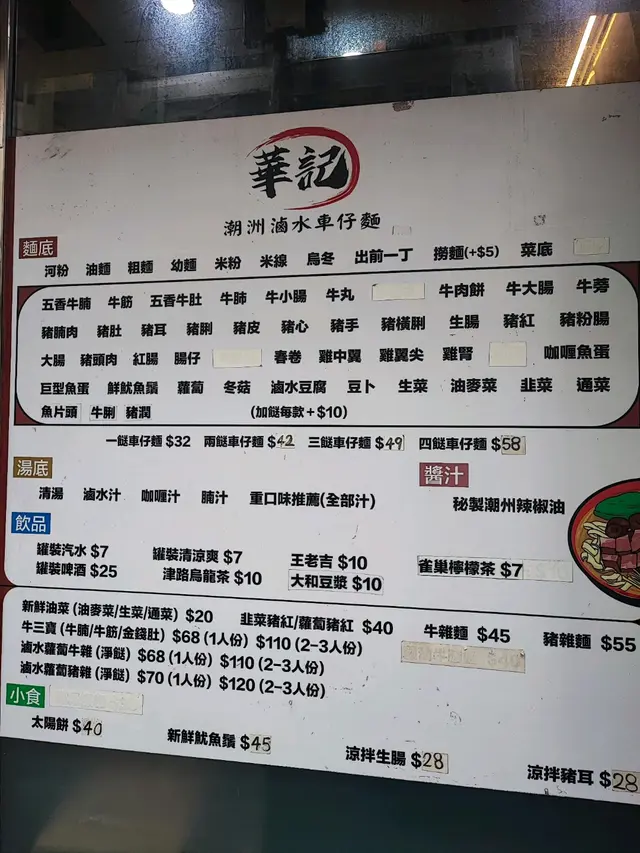 華記
潮洲滷水車仔麵
麵底
河粉 油麵 粗麵 幼麵 米粉 米線 烏冬 出前一丁 撈麵(+$5) 菜底
五香牛腩 牛筋 五香牛肚 牛肺 牛小腸 牛丸 牛肉餅 牛大腸 牛蒡
豬腩肉 豬肚 豬耳 豬脷 豬皮 豬心 豬手 豬橫脷 生腸 豬紅 豬粉腸
大腸 豬頭肉 紅腸 腸仔 春卷 雞中翼 雞翼尖 雞腎 咖喱魚蛋
巨型魚蛋 鮮魷魚鬚 蘿蔔 冬菇 滷水豆腐 豆卜 生菜 油麥菜 韭菜 通菜
魚片頭 牛脷 豬潤 (加餸每款+$10)
一餸車仔麵 $32 兩餸車仔麵 $42 三餸車仔麵 $49 四餸車仔麵 $58
湯底
清湯 滷水汁 咖喱汁 腩汁 重口味推薦(全部汁)
醬汁
秘製潮州辣椒油
飲品
罐裝汽水 $7 罐裝清涼爽 $7 王老吉 $10 雀巢檸檬茶 $7
罐裝啤酒 $25 津路烏龍茶 $10 大和豆漿 $10
新鮮油菜 (油麥菜/生菜/通菜) $20 韮菜豬紅/蘿蔔豬紅 $40 牛雜麵 $45 豬雜麵 $55
牛三寶 (牛腩/牛筋/金錢肚) $68 (1人份) $110 (2-3人份)
滷水蘿蔔牛雜 (淨餸) $68 (1人份) $110 (2-3人份)
滷水蘿蔔豬雜 (淨餸) $70 (1人份) $120 (2-3人份)
小食
太陽餅 $40 新鮮魷魚鬚 $45 涼拌生腸 $28 涼拌豬耳 $28